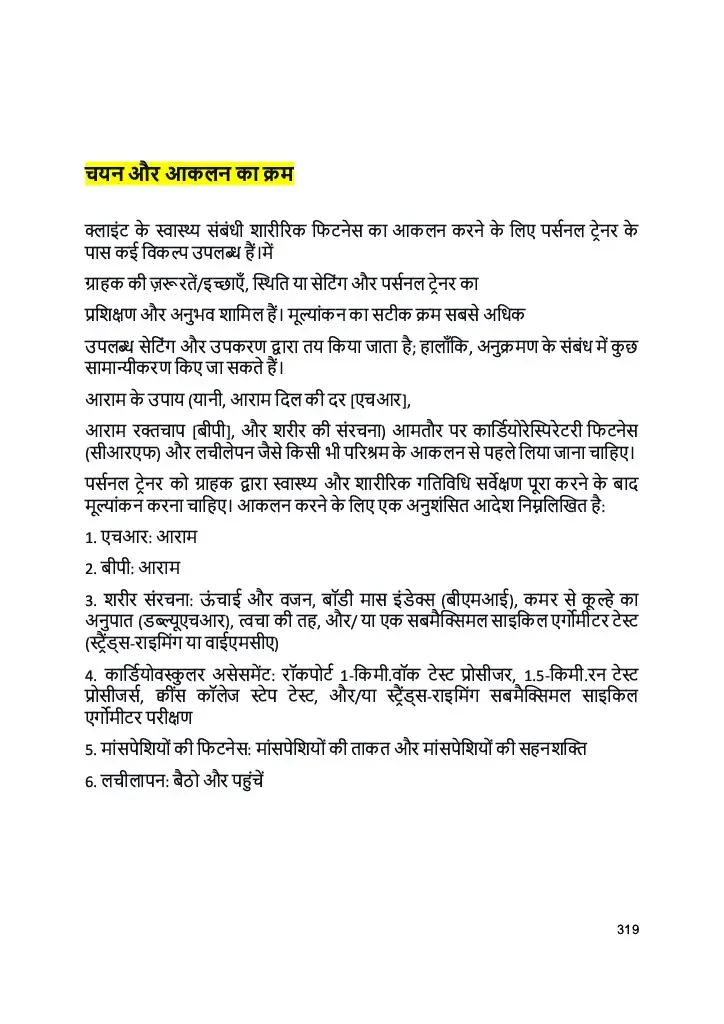 चयन और आकलन का क्रम
क्लाइंट के स्वास्थ्य संबंधी शारीरिक फिटनेस का आकलन करने के लिए पर्सनल ट्रेनर के
पास कई विकल्प उपलब्ध हैं।में
ग्राहक की ज़रूरतें/इच्छाएँ, स्थिति या सेटिंग और पर्सनल ट्रेनर का
प्रशिक्षण और अनुभव शामिल हैं। मूल्यांकन का सटीक क्रम सबसे अधिक
उपलब्ध सेटिंग और उपकरण द्वारा तय किया जाता है; हालाँकि, अनुक्रमण के संबंध में कुछ
सामान्यीकरण किए जा सकते हैं।
आराम के उपाय (यानी, आराम दिल की दर [एचआर],
आराम रक्तचाप [बीपी], और शरीर की संरचना) आमतौर पर कार्डियोरेस्पिरेटरी फिटनेस
(सीआरएफ) और लचीलेपन जैसे किसी भी परिश्रम के आकलन से पहले लिया जाना चाहिए।
पर्सनल ट्रेनर को ग्राहक द्वारा स्वास्थ्य और शारीरिक गतिविधि सर्वेक्षण पूरा करने के बाद
मूल्यांकन करना चाहिए। आकलन करने के लिए एक अनुशंसित आदेश निम्नलिखित है:
1. एचआर: आराम
2. बीपी: आराम
3. शरीर संरचना: ऊंचाई और वजन, बॉडी मास इंडेक्स (बीएमआई), कमर से कूल्हे का
अनुपात (डब्ल्यूएचआर), त्वचा की तह, और/ या एक सबमैक्सिमल साइकिल एर्गोमीटर टेस्ट
(स्ट्रैंड्स-राइमिंग या वाईएमसीए)
4. कार्डियोवस्कुलर असेसमेंट: रॉकपोर्ट 1-किमी.वॉक टेस्ट प्रोसीजर, 1.5-किमी.रन टेस्ट
प्रोसीजर्स, क्वींस कॉलेज स्टेप टेस्ट, और/या स्ट्रैंड्स-राइमिंग सबमैक्सिमल साइकिल
एर्गोमीटर परीक्षण
5. मांसपेशियों की फिटनेस: मांसपेशियों की ताकत और मांसपेशियों की सहनशक्ति
6. लचीलापन: बैठो और पहुंचें
319